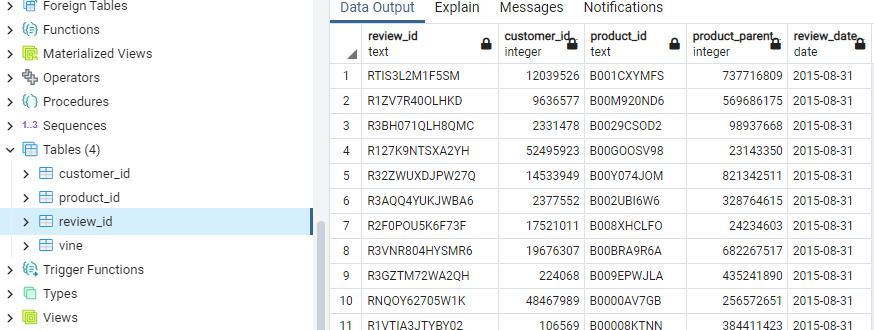 Foreign Tables
Functions
Materialized Views
Operators
Procedures
1..3 Sequences
Tables (4)
customer_id
product_id
review_id
vine
Trigger Functions
Types
Views
Data Output Explain Messages Notifications
review_id customer_id product_id product_parent review_date
text integer text integer date
1 RTIS3L2M1F5SM 12039526 B001CXYMFS 737716809 2015-08-31
2 R1ZV7R40OLHKD 9636577 B00M920ND6 569686175 2015-08-31
3 R3BH071QLH8QMC 2331478 B0029CSOD2 98937668 2015-08-31
4 R127K9NTSXA2YH 52495923 B00GOOSV98 23143350 2015-08-31
5 R32ZWUXDJPW27Q 14533949 B00Y074JOM 821342511 2015-08-31
6 R3AQQ4YUKJWBA6 2377552 B002UBI6W6 328764615 2015-08-31
7 R2F0POU5K6F73F 17521011 B008XHCLFO 24234603 2015-08-31
8 R3VNR804HYSMR6 19676307 B00BRA9R6A 682267517 2015-08-31
9 R3GZTM72WA2QH 224068 B009EPWJLA 435241890 2015-08-31
10 RNQOY62705W1K 48467989 B0000AV7GB 256572651 2015-08-31
11 R1VTIA3JTYBY02 106569 B00008KTNN 384411423 2015-08-31